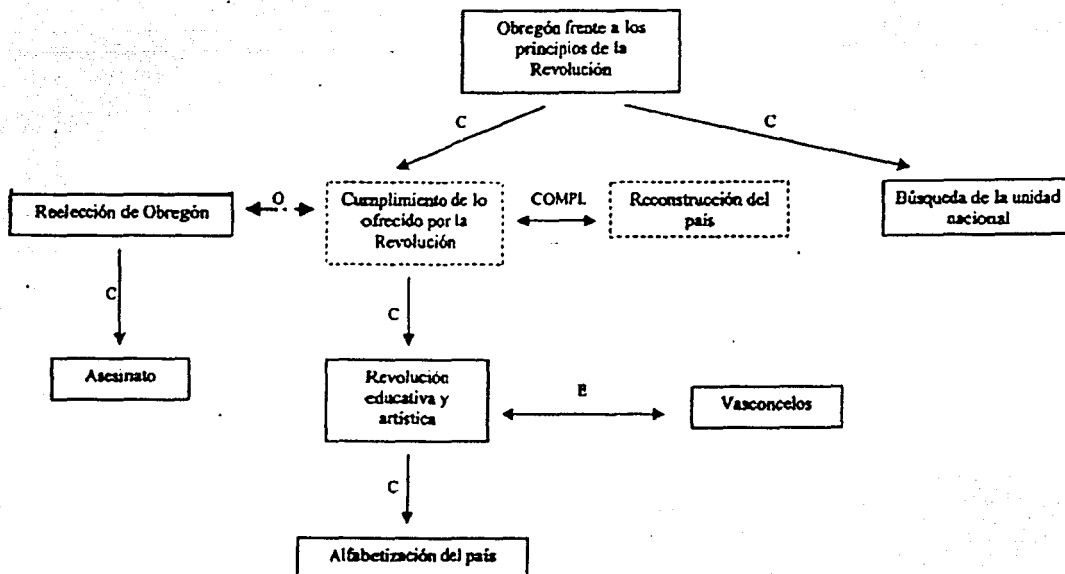 Obregón frente a los
principios de la
Revolución
C
C
Reelección de Obregón
O
Cumplimiento de lo
ofrecido por la
Revolución
COMPL
Reconstrucción del
país
Búsqueda de la unidad
nacional
C
C
Asesinato
Revolución
educativa y
artística
E
Vasconcelos
C
Alfabetización del país